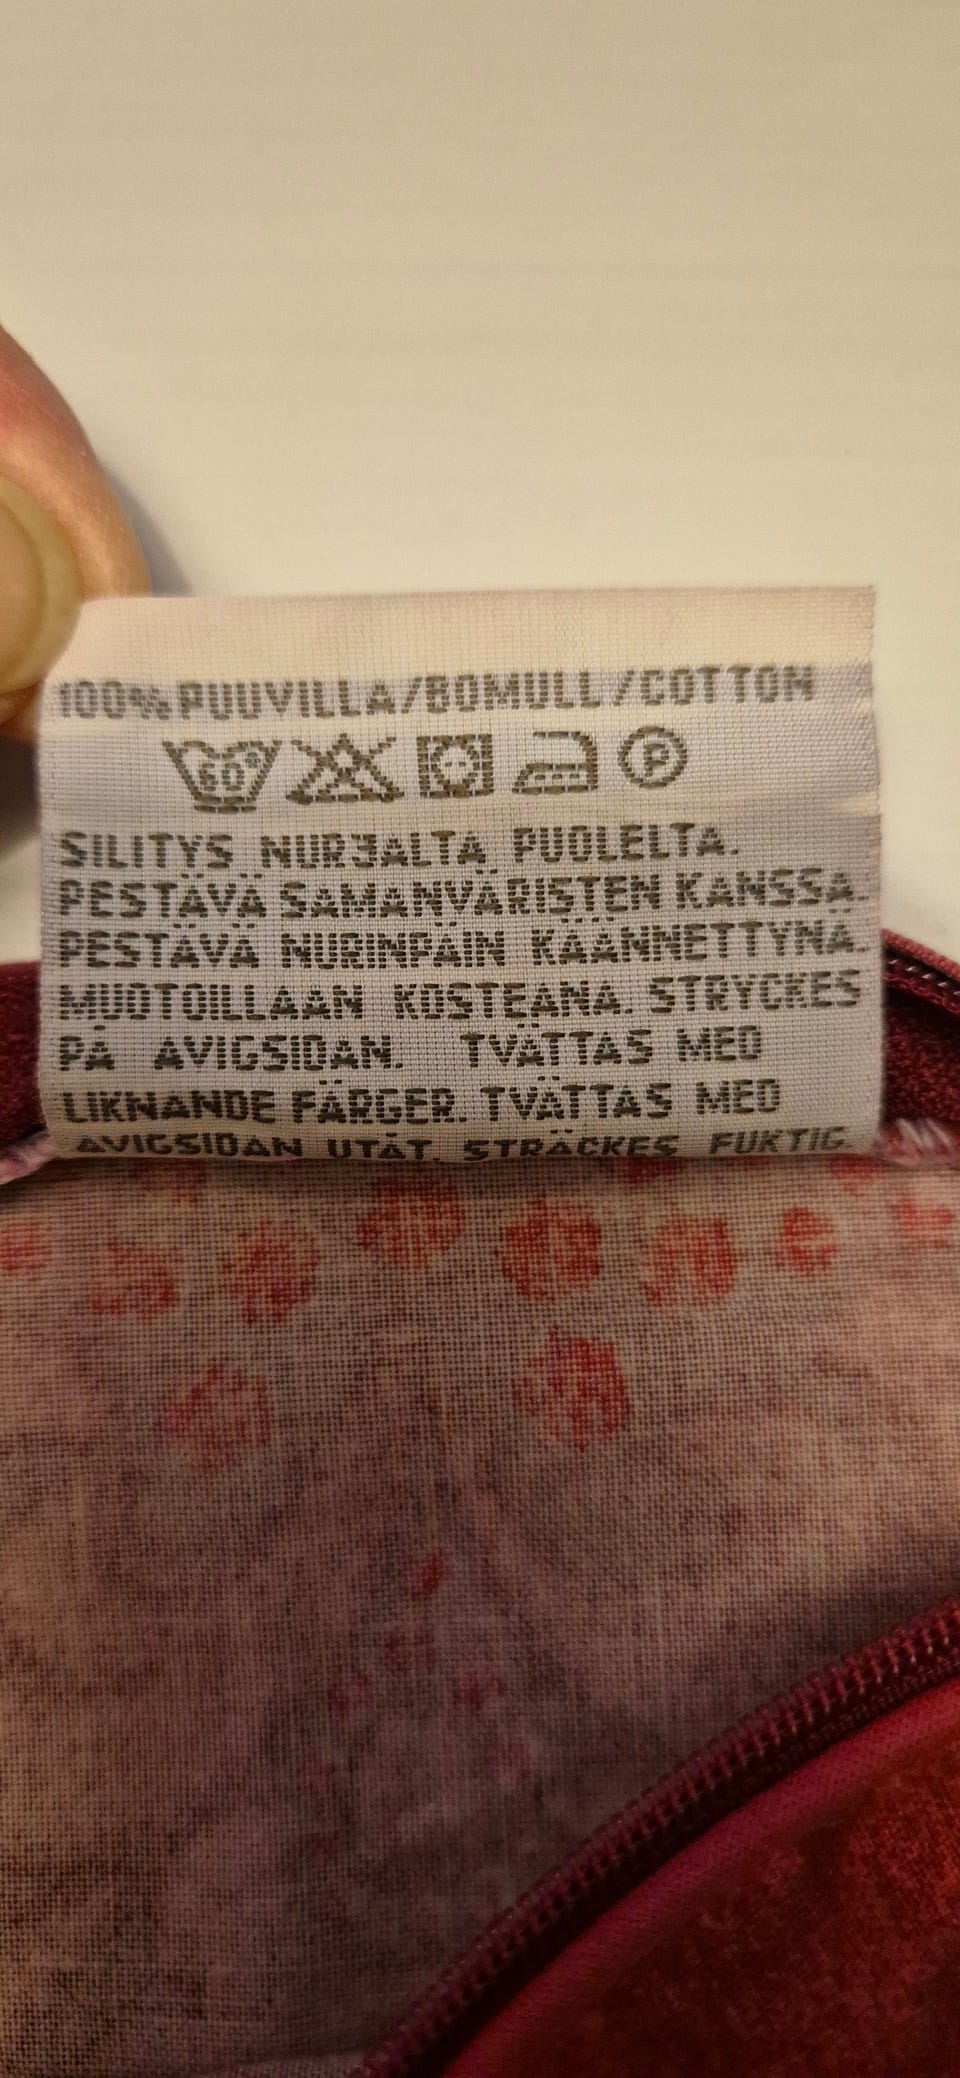 100% PUUVILLA/BOMULL/COTTON
60° P
SILITYS NURJALTA PUOLELTA.
PESTÄVÄ SAMANVÄRISTEN KANSSA.
PESTÄVÄ NURINPÄIN KÄÄNNETTYNÄ.
MUOTOILLAAN KOSTEANA. STRYCKES
PÅ AVIGSIDAN. TVÄTTAS MED
LIKNANDE FÄRGER. TVÄTTAS MED
AVIGSIDAN UTÅT. STRÄCKES FUKTIG.